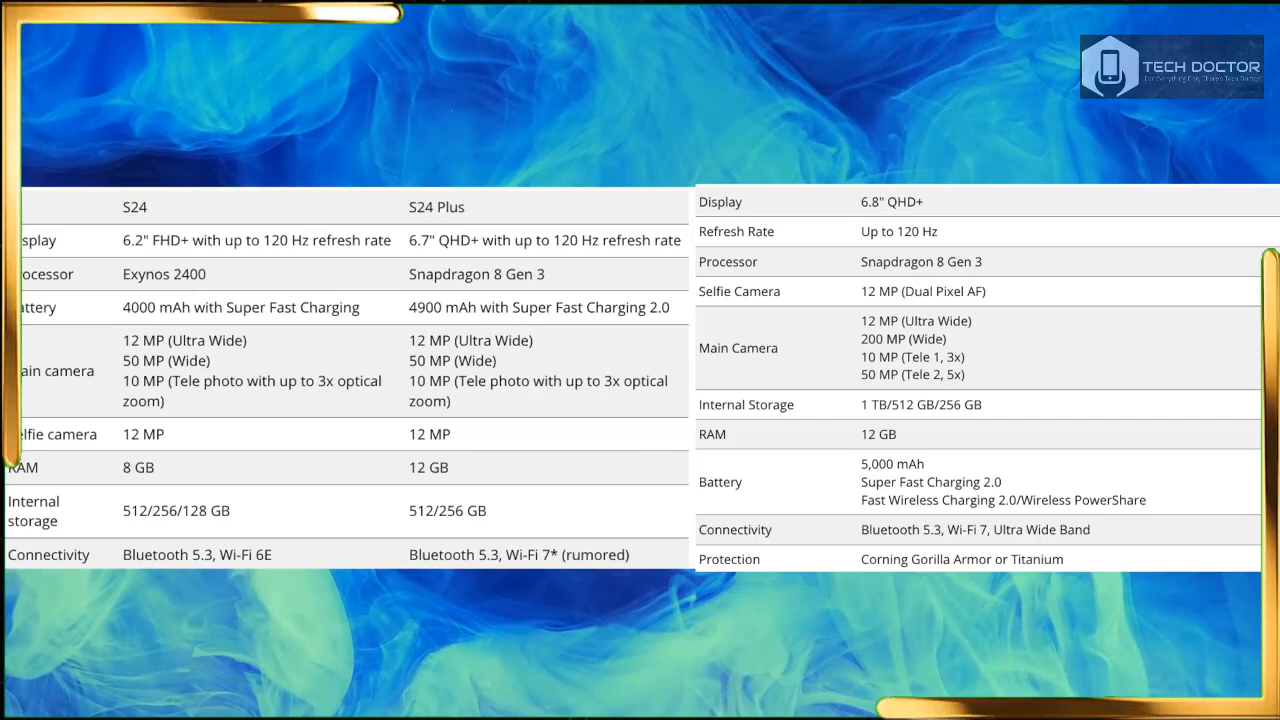 TECH DOCTOR
For Everything Else, There's Tech Doctor
S24 S24 Plus
splay 6.2" FHD+ with up to 120 Hz refresh rate 6.7" QHD+ with up to 120 Hz refresh rate
ocessor Exynos 2400 Snapdragon 8 Gen 3
attery 4000 mAh with Super Fast Charging 4900 mAh with Super Fast Charging 2.0
ain camera
12 MP (Ultra Wide) 12 MP (Ultra Wide)
50 MP (Wide) 50 MP (Wide)
10 MP (Tele photo with up to 3x optical 10 MP (Tele photo with up to 3x optical
zoom) zoom)
elfie camera 12 MP 12 MP
RAM 8 GB 12 GB
Internal
storage 512/256/128 GB 512/256 GB
Connectivity Bluetooth 5.3, Wi-Fi 6E Bluetooth 5.3, Wi-Fi 7* (rumored)
Display 6.8" QHD+
Refresh Rate Up to 120 Hz
Processor Snapdragon 8 Gen 3
Selfie Camera 12 MP (Dual Pixel AF)
Main Camera
12 MP (Ultra Wide)
200 MP (Wide)
10 MP (Tele 1, 3x)
50 MP (Tele 2, 5x)
Internal Storage 1 TB/512 GB/256 GB
RAM 12 GB
Battery
5,000 mAh
Super Fast Charging 2.0
Fast Wireless Charging 2.0/Wireless PowerShare
Connectivity Bluetooth 5.3, Wi-Fi 7, Ultra Wide Band
Protection Corning Gorilla Armor or Titanium